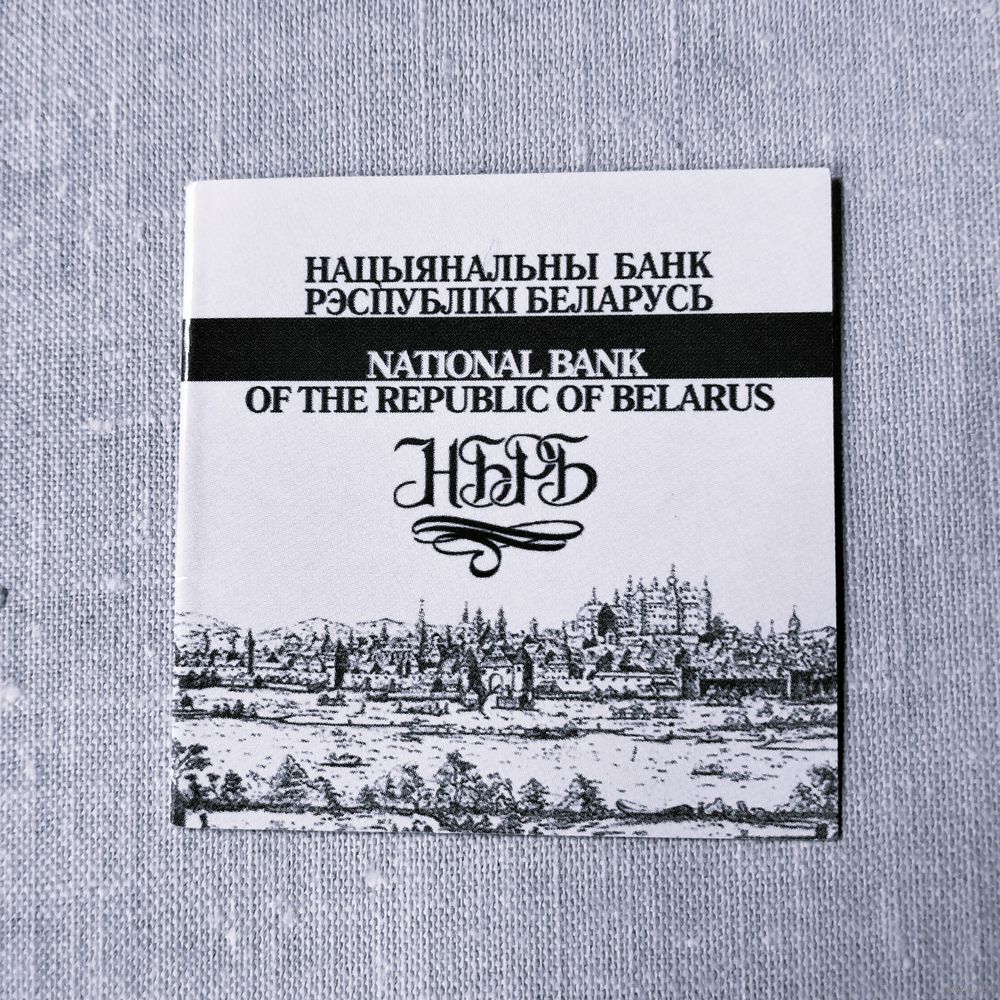 НАЦЫЯНАЛЬНЫ БАНК
РЭСПУБЛІКІ БЕЛАРУСЬ
NATIONAL BANK
OF THE REPUBLIC OF BELARUS
НБРБ